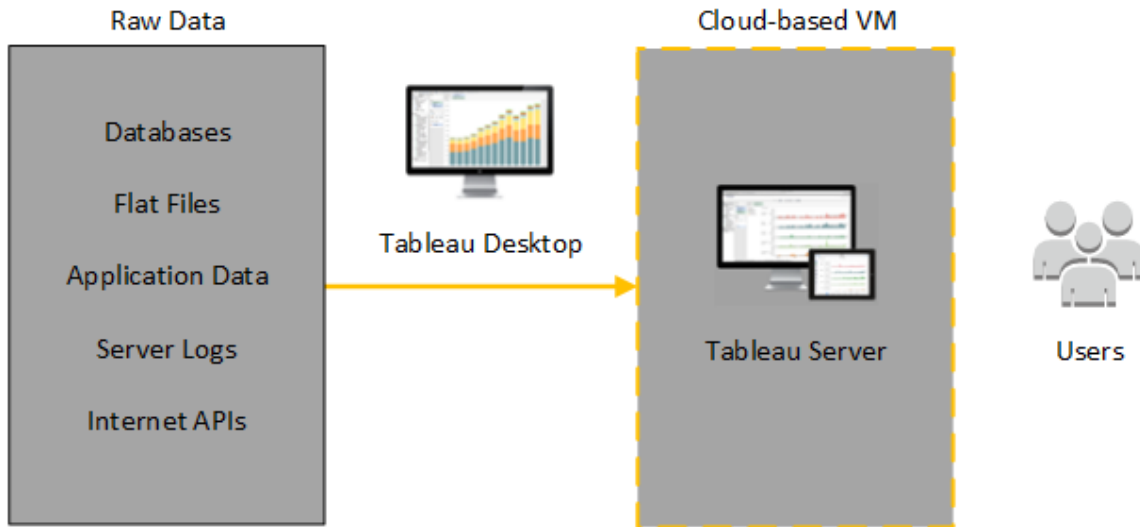 Raw Data
Databases
Flat Files
Application Data
Server Logs
Internet APIs
Tableau Desktop
Cloud-based VM
Tableau Server
Users